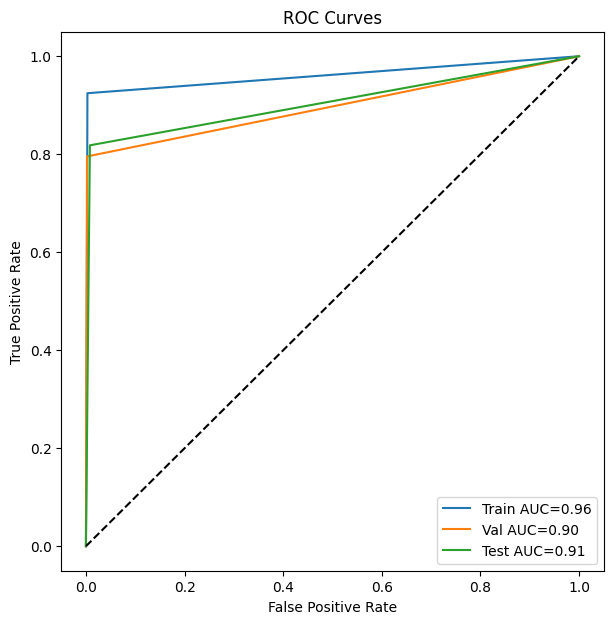 ROC Curves
True Positive Rate
1.0
0.8
0.6
0.4
0.2
0.0
0.0 0.2 0.4 0.6 0.8 1.0
False Positive Rate
Train AUC=0.96
Val AUC=0.90
Test AUC=0.91